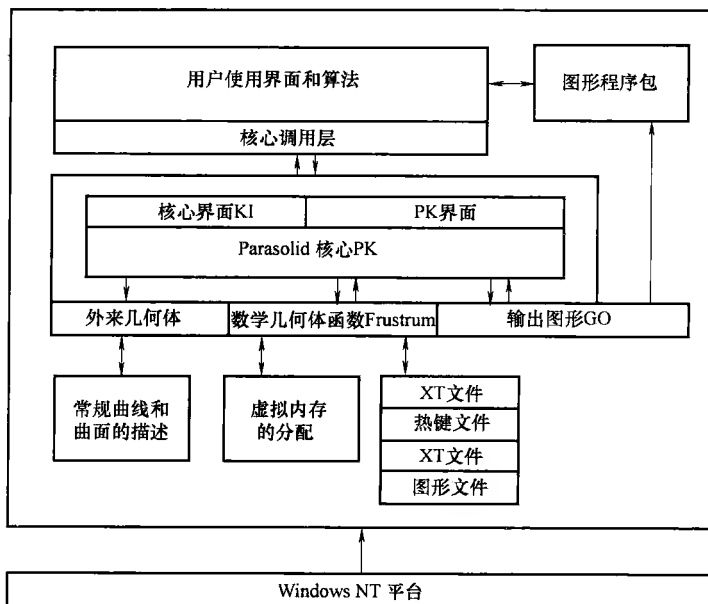 用户使用界面和算法
图形程序包
核心调用层
核心界面KI
PK界面
Parasolid 核心PK
外来几何体
数学几何体函数Frustrum
输出图形GO
常规曲线和
曲面的描述
虚拟内存
的分配
XT文件
热键文件
XT文件
图形文件
Windows NT 平台